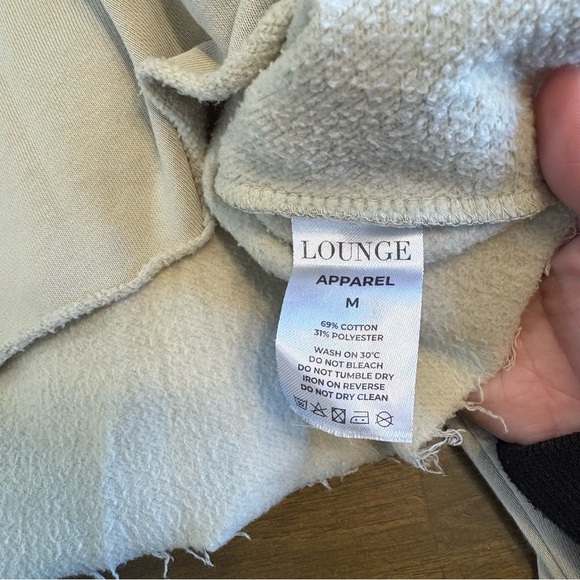 LOUNGE
APPAREL
M
69% COTTON
31% POLYESTER
WASH ON 30°C
DO NOT BLEACH
DO NOT TUMBLE DRY
IRON ON REVERSE
DO NOT DRY CLEAN